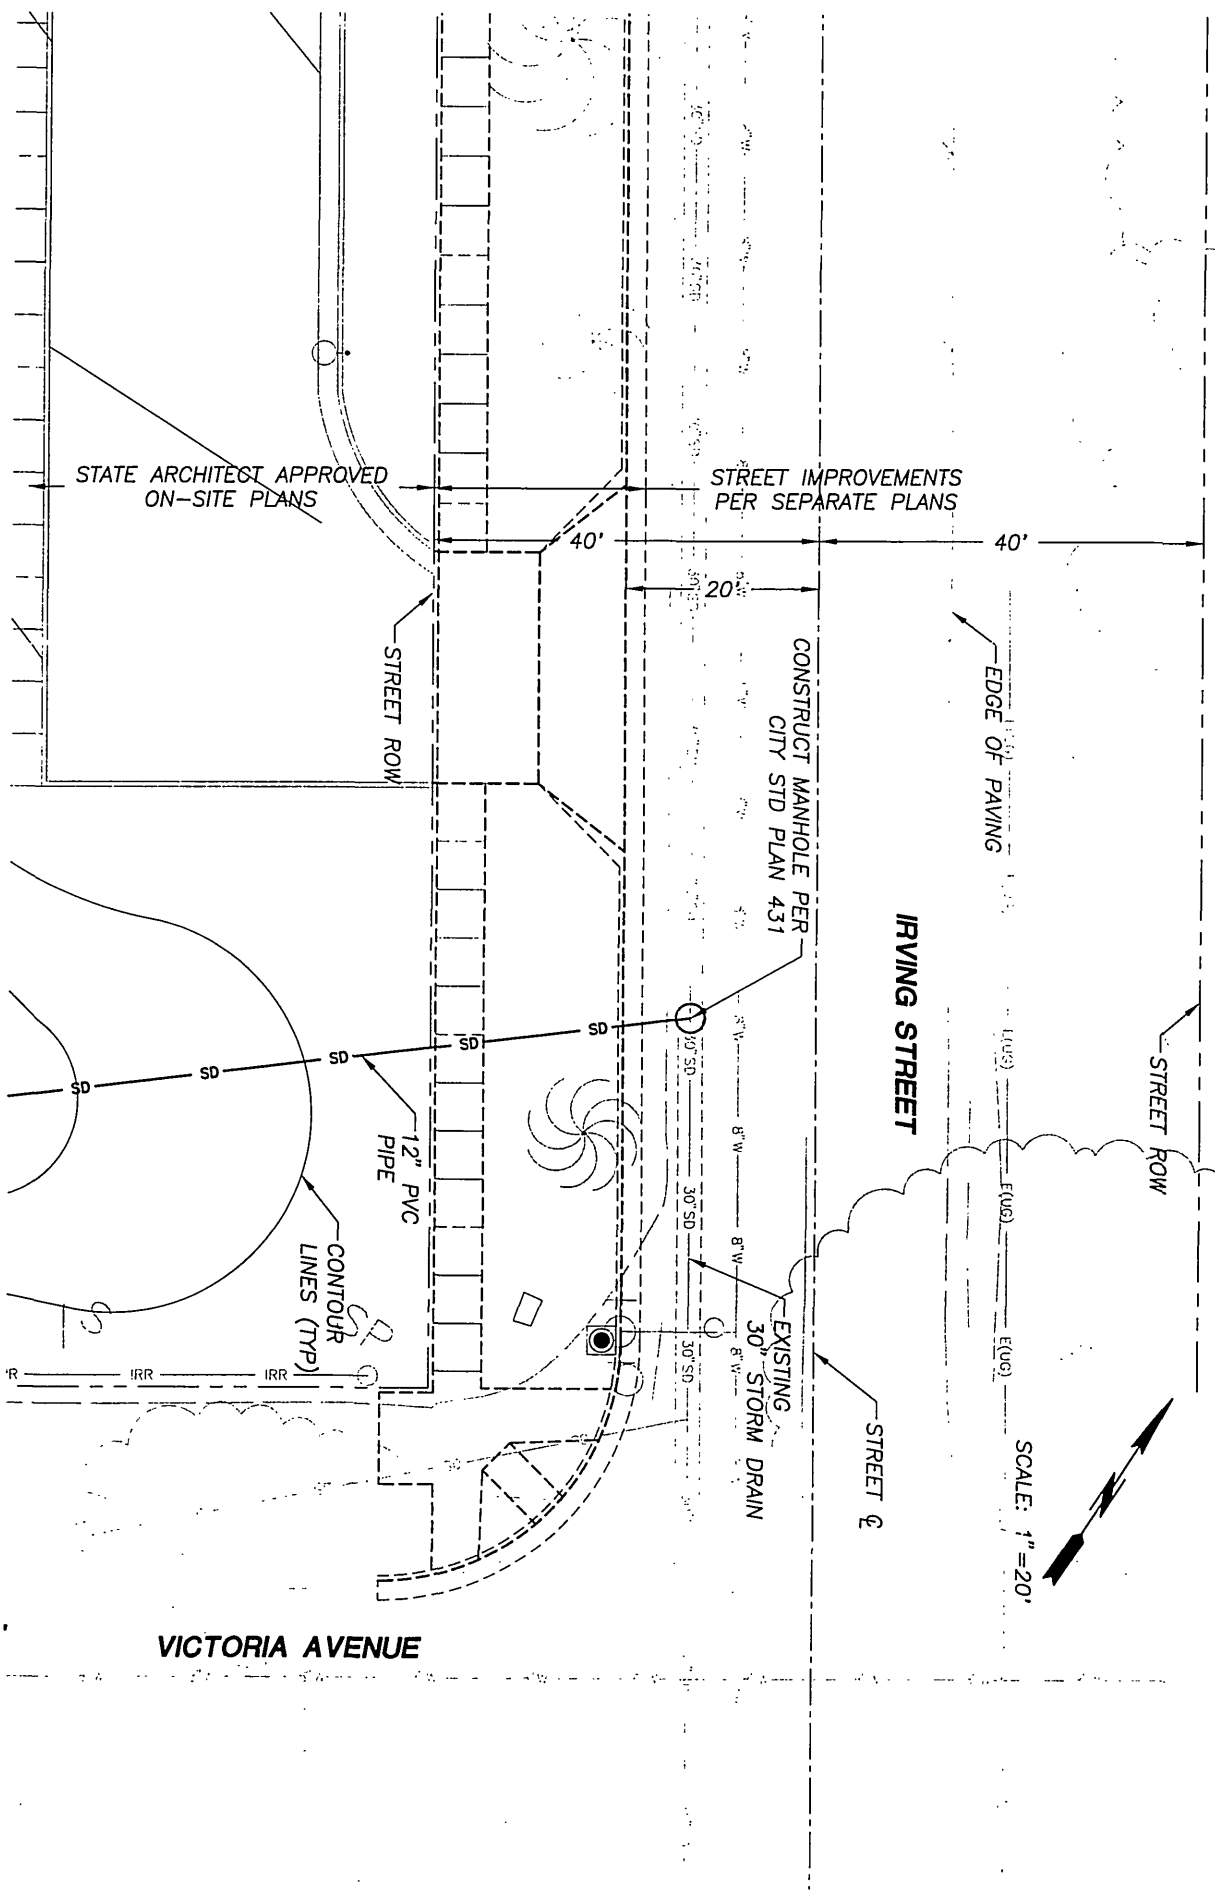 STATE ARCHITECT APPROVED
ON-SITE PLANS
STREET IMPROVEMENTS
PER SEPARATE PLANS
40'
40'
20'
STREET ROW
CONSTRUCT MANHOLE PER
CITY STD PLAN 431
EDGE OF PAVING
IRVING STREET
STREET ROW
SD
SD
SD
SD
SD
12" PVC
PIPE
CONTOUR
LINES (TYP)
30"SD
30"SD
30"SD
8"W
8"W
8"W
E(UG)
E(UG)
EXISTING
30" STORM DRAIN
STREET ℄
SCALE: 1"=20'
IRR
IRR
VICTORIA AVENUE